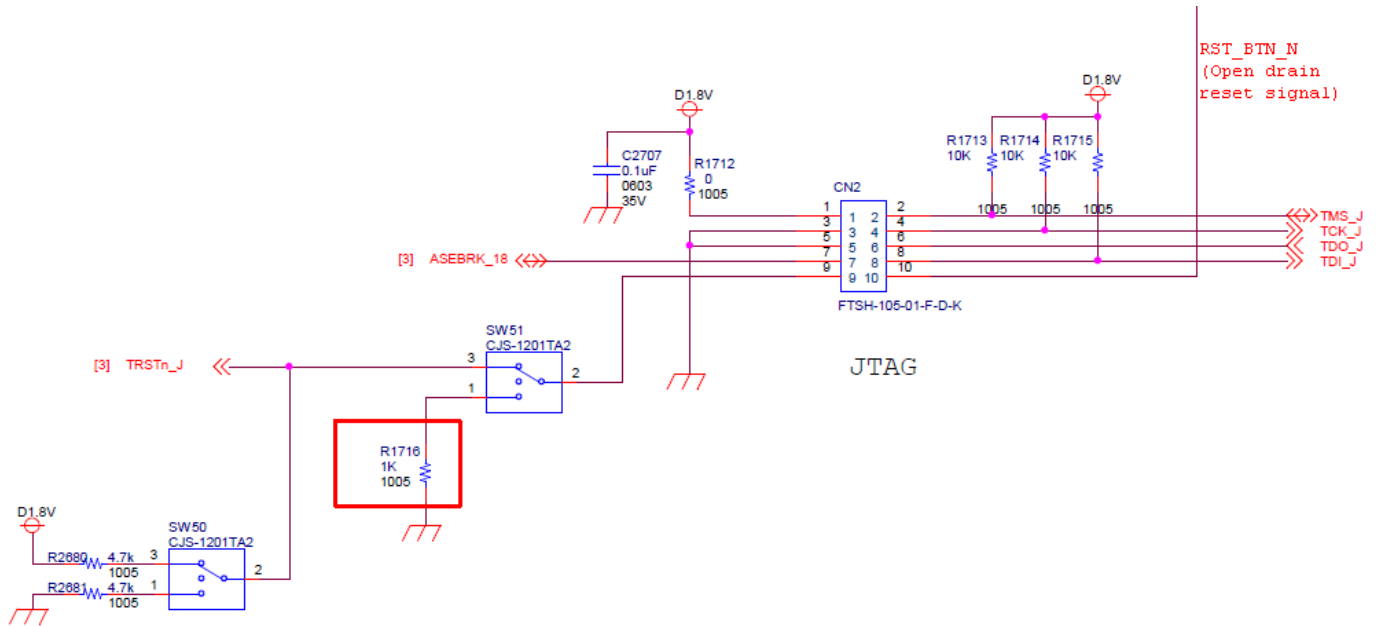 RST_BTN_N
(Open drain
reset signal)
D1.8V
D1.8V
C2707
0.1uF
0603
35V
R1712
0
1005
R1713
10K
R1714
10K
R1715
10K
1005
1005
1005
CN2
1
3
5
7
9
1 2
3 4
5 6
7 8
9 10
2
4
6
8
10
TMS_J
TCK_J
TDO_J
TDI_J
FTSH-105-01-F-D-K
[3] ASEBRK_18
JTAG
SW51
CJS-1201TA2
3
1
2
[3] TRSTn_J
R1716
1K
1005
D1.8V
SW50
CJS-1201TA2
R2680 4.7k 3
1005
R2681 4.7k 1
1005
2